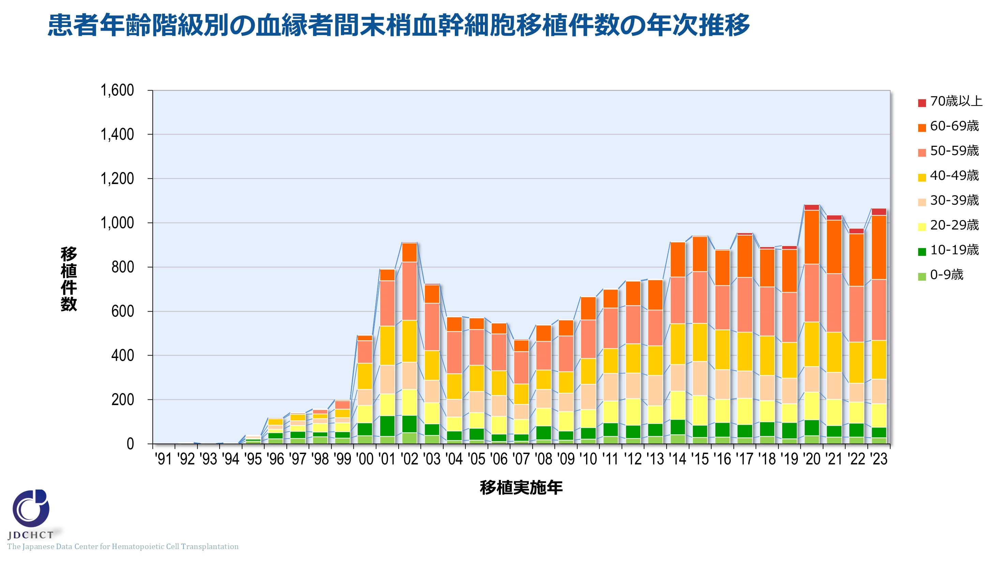 患者年齢階級別の血縁者間末梢血幹細胞移植件数の年次推移
1,600
1,400
1,200
1,000
800
600
400
200
0
移植件数
'91 '92 '93 '94 '95 '96 '97 '98 '99 '00 '01 '02 '03 '04 '05 '06 '07 '08 '09 '10 '11 '12 '13 '14 '15 '16 '17 '18 '19 '20 '21 '22 '23
移植実施年
70歳以上
60-69歳
50-59歳
40-49歳
30-39歳
20-29歳
10-19歳
0-9歳
JDCHCT
The Japanese Data Center for Hematopoietic Cell Transplantation